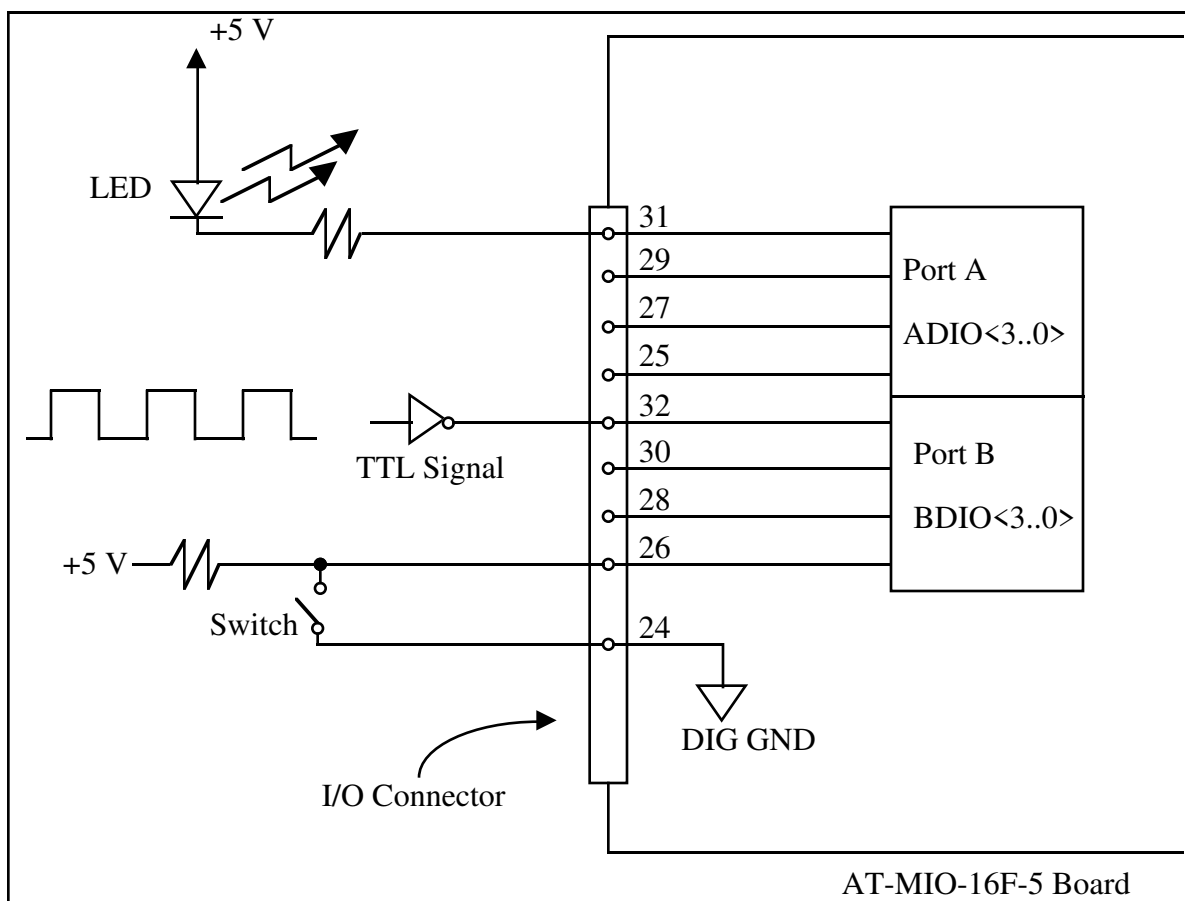 +5 V
LED
31
29
Port A
27
ADIO<3..0>
25
32
TTL Signal
30
Port B
28
BDIO<3..0>
+5 V
26
Switch
24
DIG GND
I/O Connector
AT-MIO-16F-5 Board